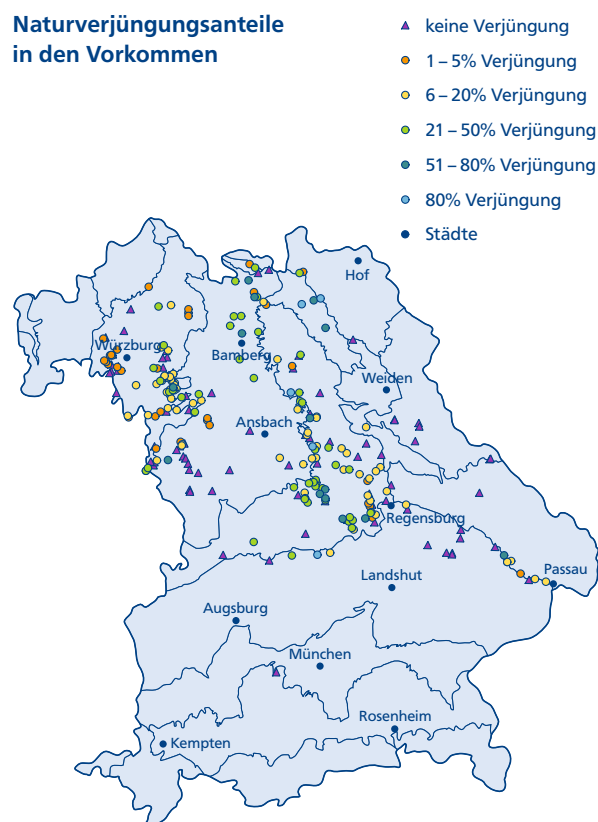 Naturverjüngungsanteile
in den Vorkommen
keine Verjüngung
1 – 5% Verjüngung
6 – 20% Verjüngung
21 – 50% Verjüngung
51 – 80% Verjüngung
80% Verjüngung
Städte
Hof
Würzburg
Bamberg
Weiden
Ansbach
Regensburg
Passau
Landshut
Augsburg
München
Rosenheim
Kempten